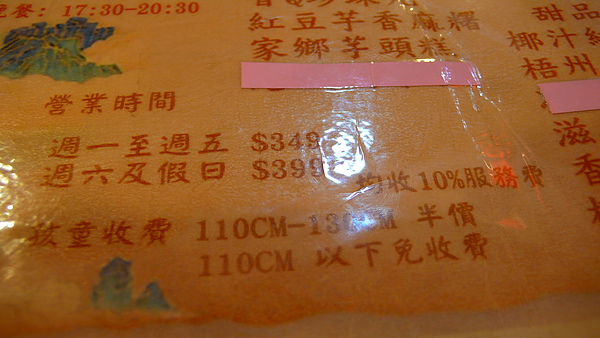 晚餐: 17:30-20:30
紅豆芋香麻糬
家鄉芋頭糕
甜品
椰汁
梧州
營業時間
週一至週五 $349
週六及假日 $399
均收10%服務費
孩童收費 110CM-130CM 半價
110CM 以下免收費
滋
香